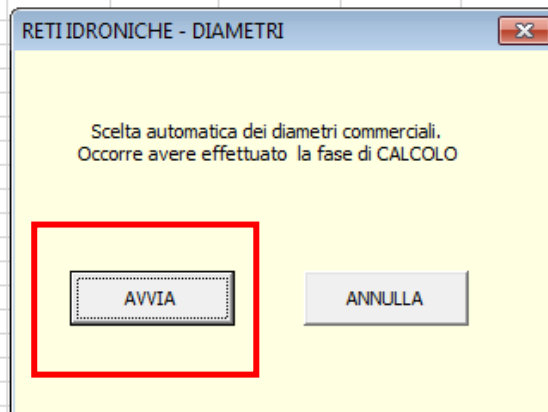 RETI IDRONICHE - DIAMETRI
Scelta automatica dei diametri commerciali.
Occorre avere effettuato la fase di CALCOLO
AVVIA
ANNULLA